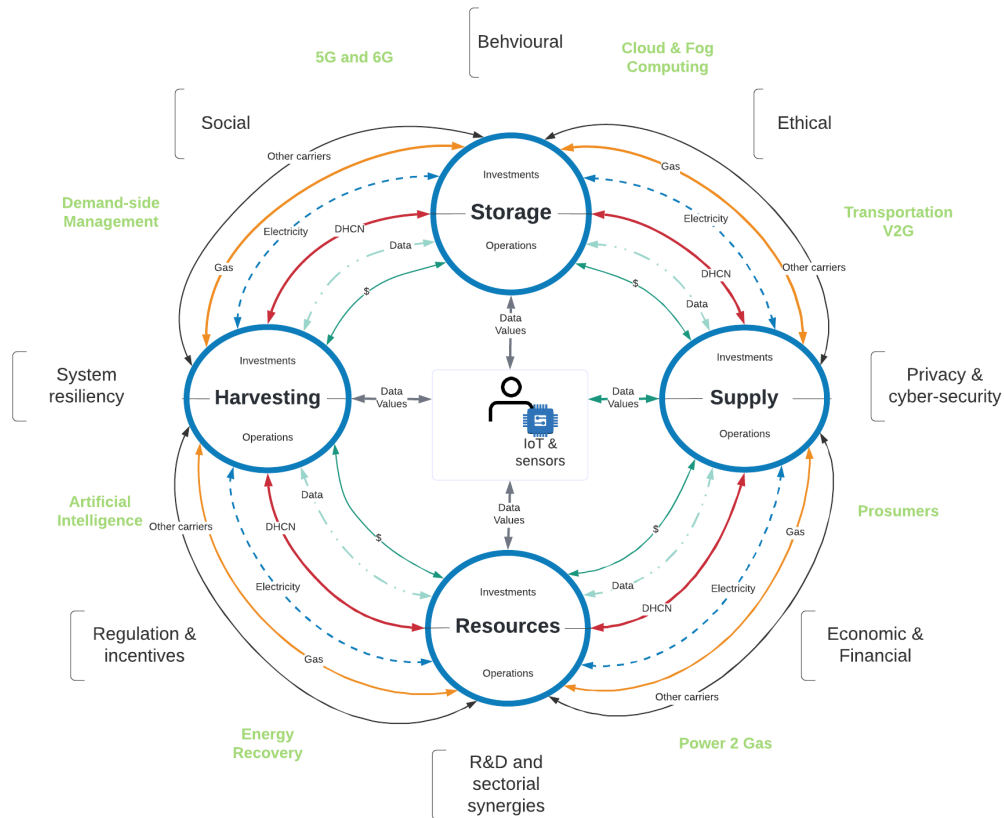 Behvioural
5G and 6G
Cloud & Fog
Computing
Social
Ethical
Other carriers
Gas
Investments
Demand-side
Management
Storage
Transportation
V2G
Electricity
Electricity
DHCN
Data
Operations
Gas
Other carriers
DHCN
$
$
Data
Data
Values
Investments
Investments
System
resiliency
Harvesting
Data
Values
Data
Values
Supply
Privacy &
cyber-security
Operations
Operations
IoT &
sensors
Artificial
Intelligence
Other carriers
Data
DHCN
$
Data
Values
$
Gas
Prosumers
Electricity
Investments
Data
Electricity
DHCN
Regulation &
incentives
Resources
Economic &
Financial
Gas
Operations
Other carriers
Energy
Recovery
Power 2 Gas
R&D and
sectorial
synergies